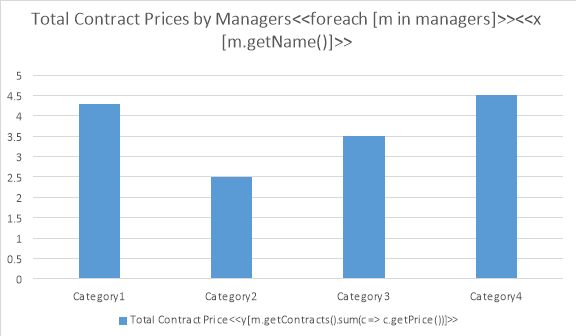 Total Contract Prices by Managers<<foreach [m in managers]>><<x
[m.getName()]>>
5
4.5
4
3.5
3
2.5
2
1.5
1
0.5
0
Category1 Category2 Category3 Category4
Total Contract Price<<y[m.getContracts().sum(c => c.getPrice())]>>